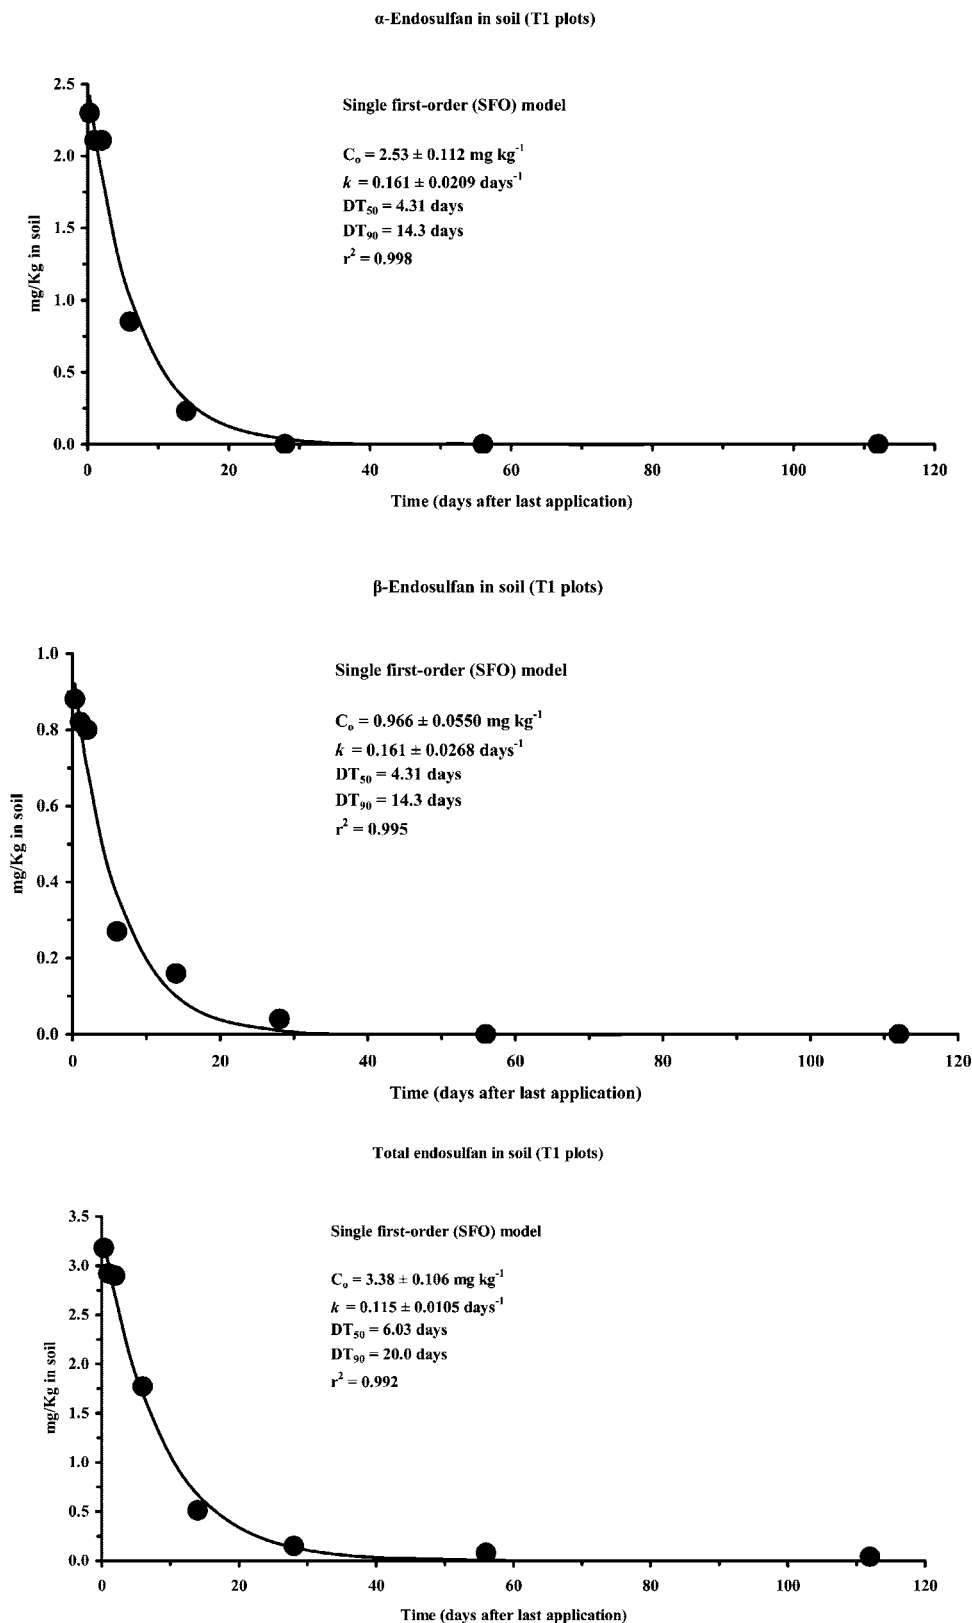 α-Endosulfan in soil (T1 plots)
Single first-order (SFO) model
C₀ = 2.53 ± 0.112 mg kg⁻¹
k = 0.161 ± 0.0209 days⁻¹
DT₅₀ = 4.31 days
DT₉₀ = 14.3 days
r² = 0.998
mg/Kg in soil
2.5
2.0
1.5
1.0
0.5
0.0
0 20 40 60 80 100 120
Time (days after last application)
β-Endosulfan in soil (T1 plots)
Single first-order (SFO) model
C₀ = 0.966 ± 0.0550 mg kg⁻¹
k = 0.161 ± 0.0268 days⁻¹
DT₅₀ = 4.31 days
DT₉₀ = 14.3 days
r² = 0.995
mg/Kg in soil
1.0
0.8
0.6
0.4
0.2
0.0
0 20 40 60 80 100 120
Time (days after last application)
Total endosulfan in soil (T1 plots)
Single first-order (SFO) model
C₀ = 3.38 ± 0.106 mg kg⁻¹
k = 0.115 ± 0.0105 days⁻¹
DT₅₀ = 6.03 days
DT₉₀ = 20.0 days
r² = 0.992
mg/Kg in soil
3.5
3.0
2.5
2.0
1.5
1.0
0.5
0.0
0 20 40 60 80 100 120
Time (days after last application)